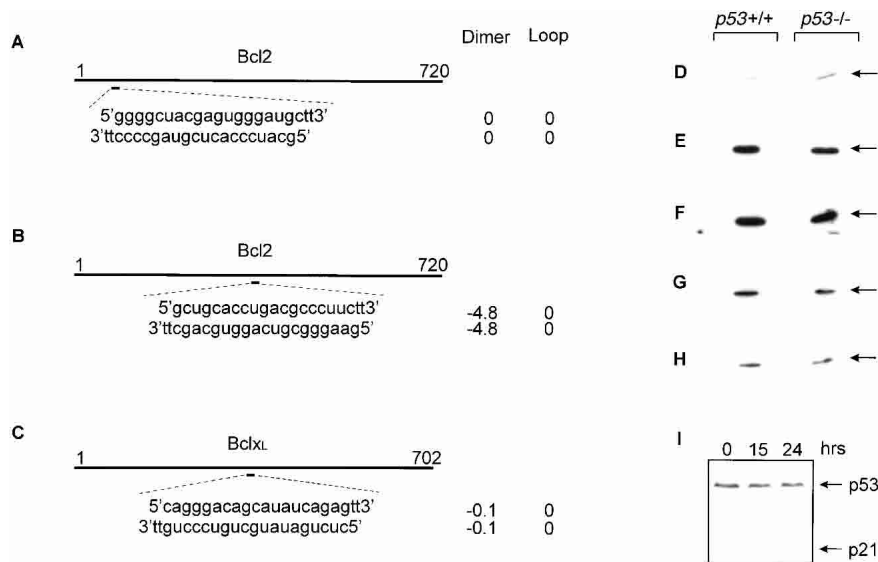 A
Dimer Loop
Bcl2
1 720
5'ggggcuacgagugggaugctt3' 0 0
3'ttccccgaugcucacccuacg5' 0 0
B
Bcl2
1 720
5'gcugcaccugacgcccuuctt3' -4.8 0
3'ttcgacguggacugcgggaag5' -4.8 0
C
BclxL
1 702
5'cagggacagcauaucagagtt3' -0.1 0
3'ttgucccugucguauagucuc5' -0.1 0
p53+/+ p53-/-
D
E
F
G
H
I
0 15 24 hrs
p53
p21